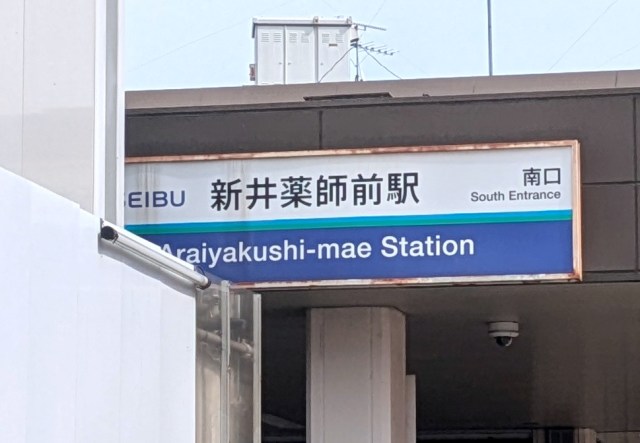 SEIBU 新井薬師前駅 南口
South Entrance
Araiyakushi-mae Station